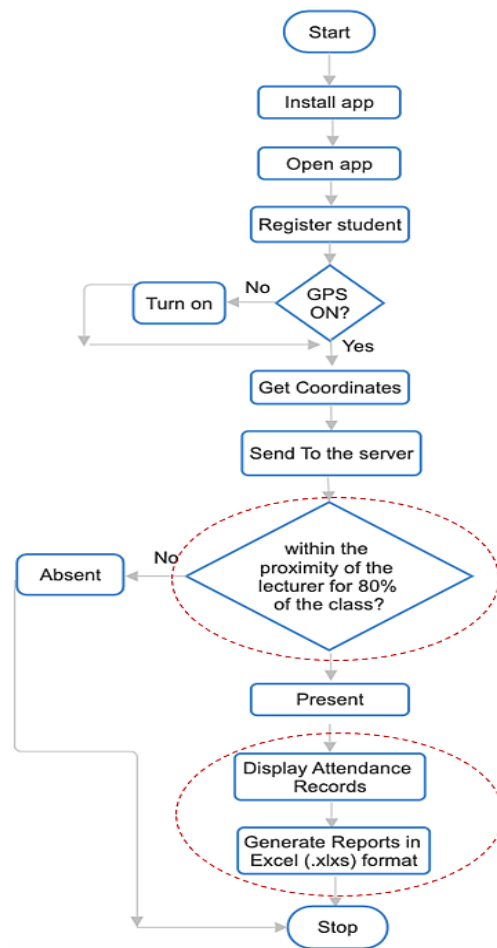 Start
Install app
Open app
Register student
GPS
ON?
No
Turn on
Yes
Get Coordinates
Send To the server
within the
proximity of the
lecturer for 80%
of the class?
No
Absent
Present
Display Attendance
Records
Generate Reports in
Excel (.xlxs) format
Stop